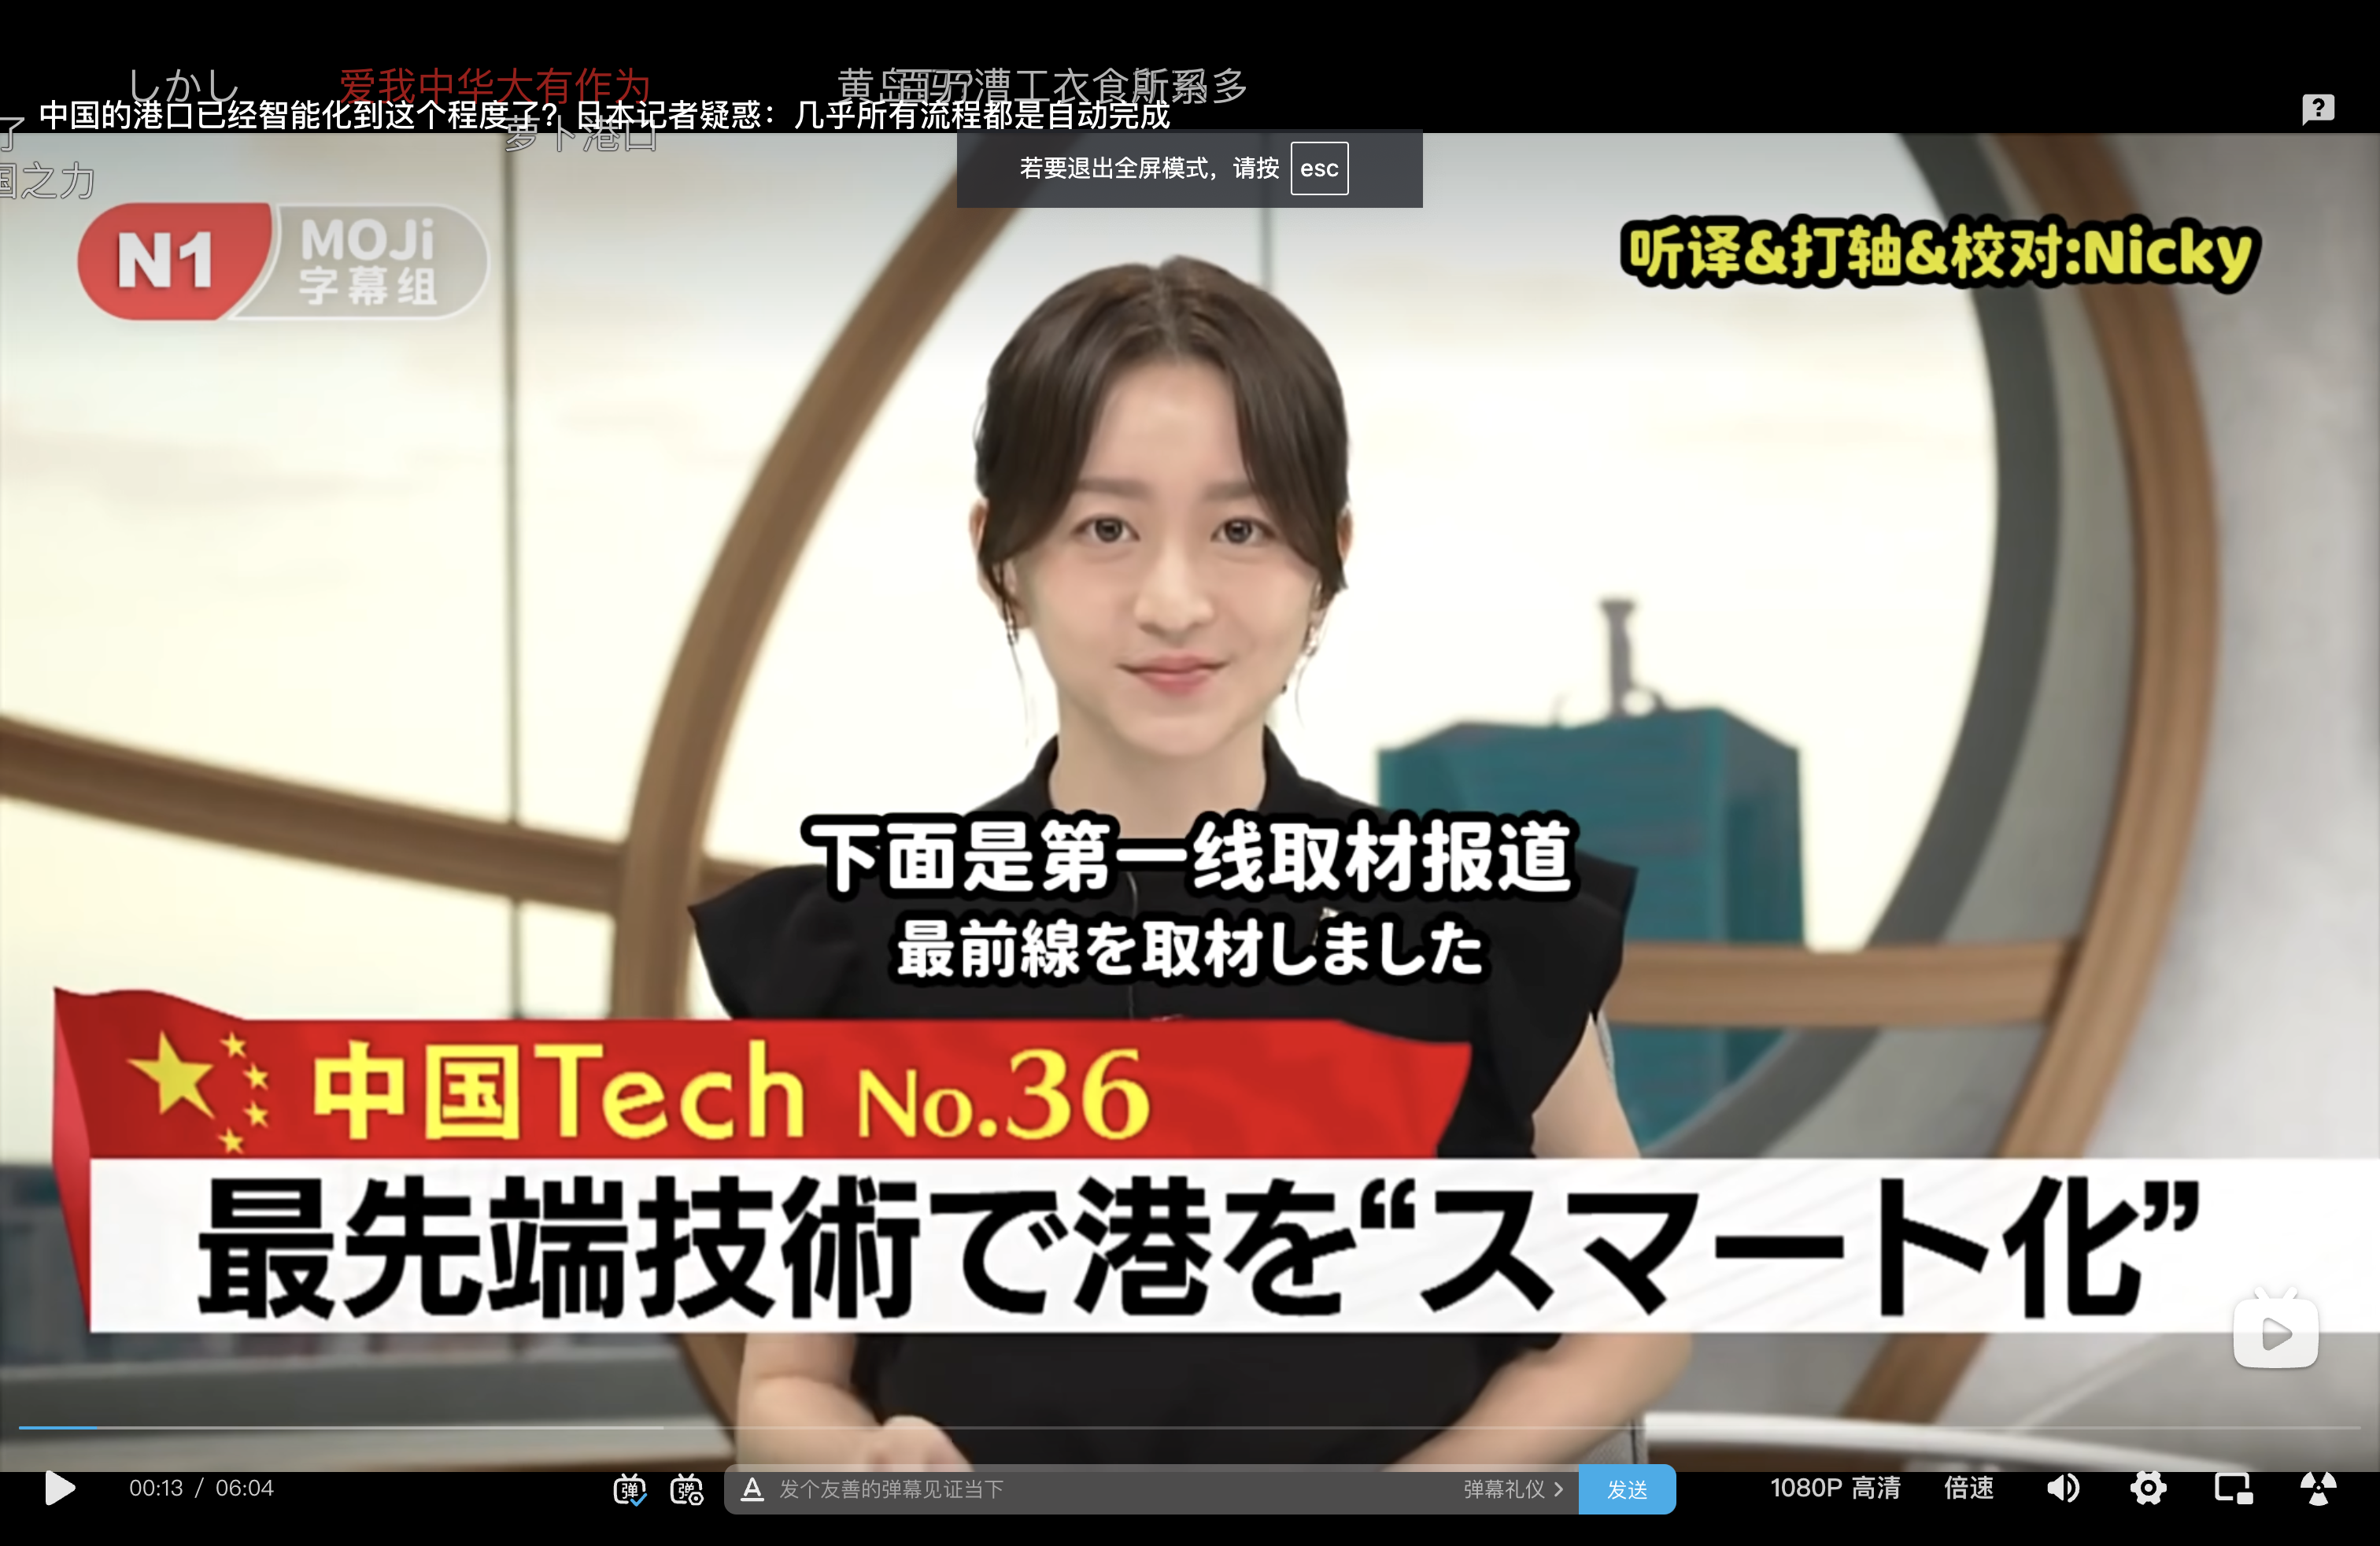 しかし
爱我中华大有作为
中国的港口已经智能化到这个程度了？日本记者疑惑：几乎所有流程都是自动完成
了
萝卜港口
国之力
若要退出全屏模式，请按 esc
N1 MOJi
字幕组
听译&打轴&校对:Nicky
下面是第一线取材报道
最前線を取材しました
中国Tech No.36
最先端技術で港を“スマート化”
00:13 / 06:04
弹
弹
A 发个友善的弹幕见证当下
弹幕礼仪 >
发送
1080P 高清
倍速